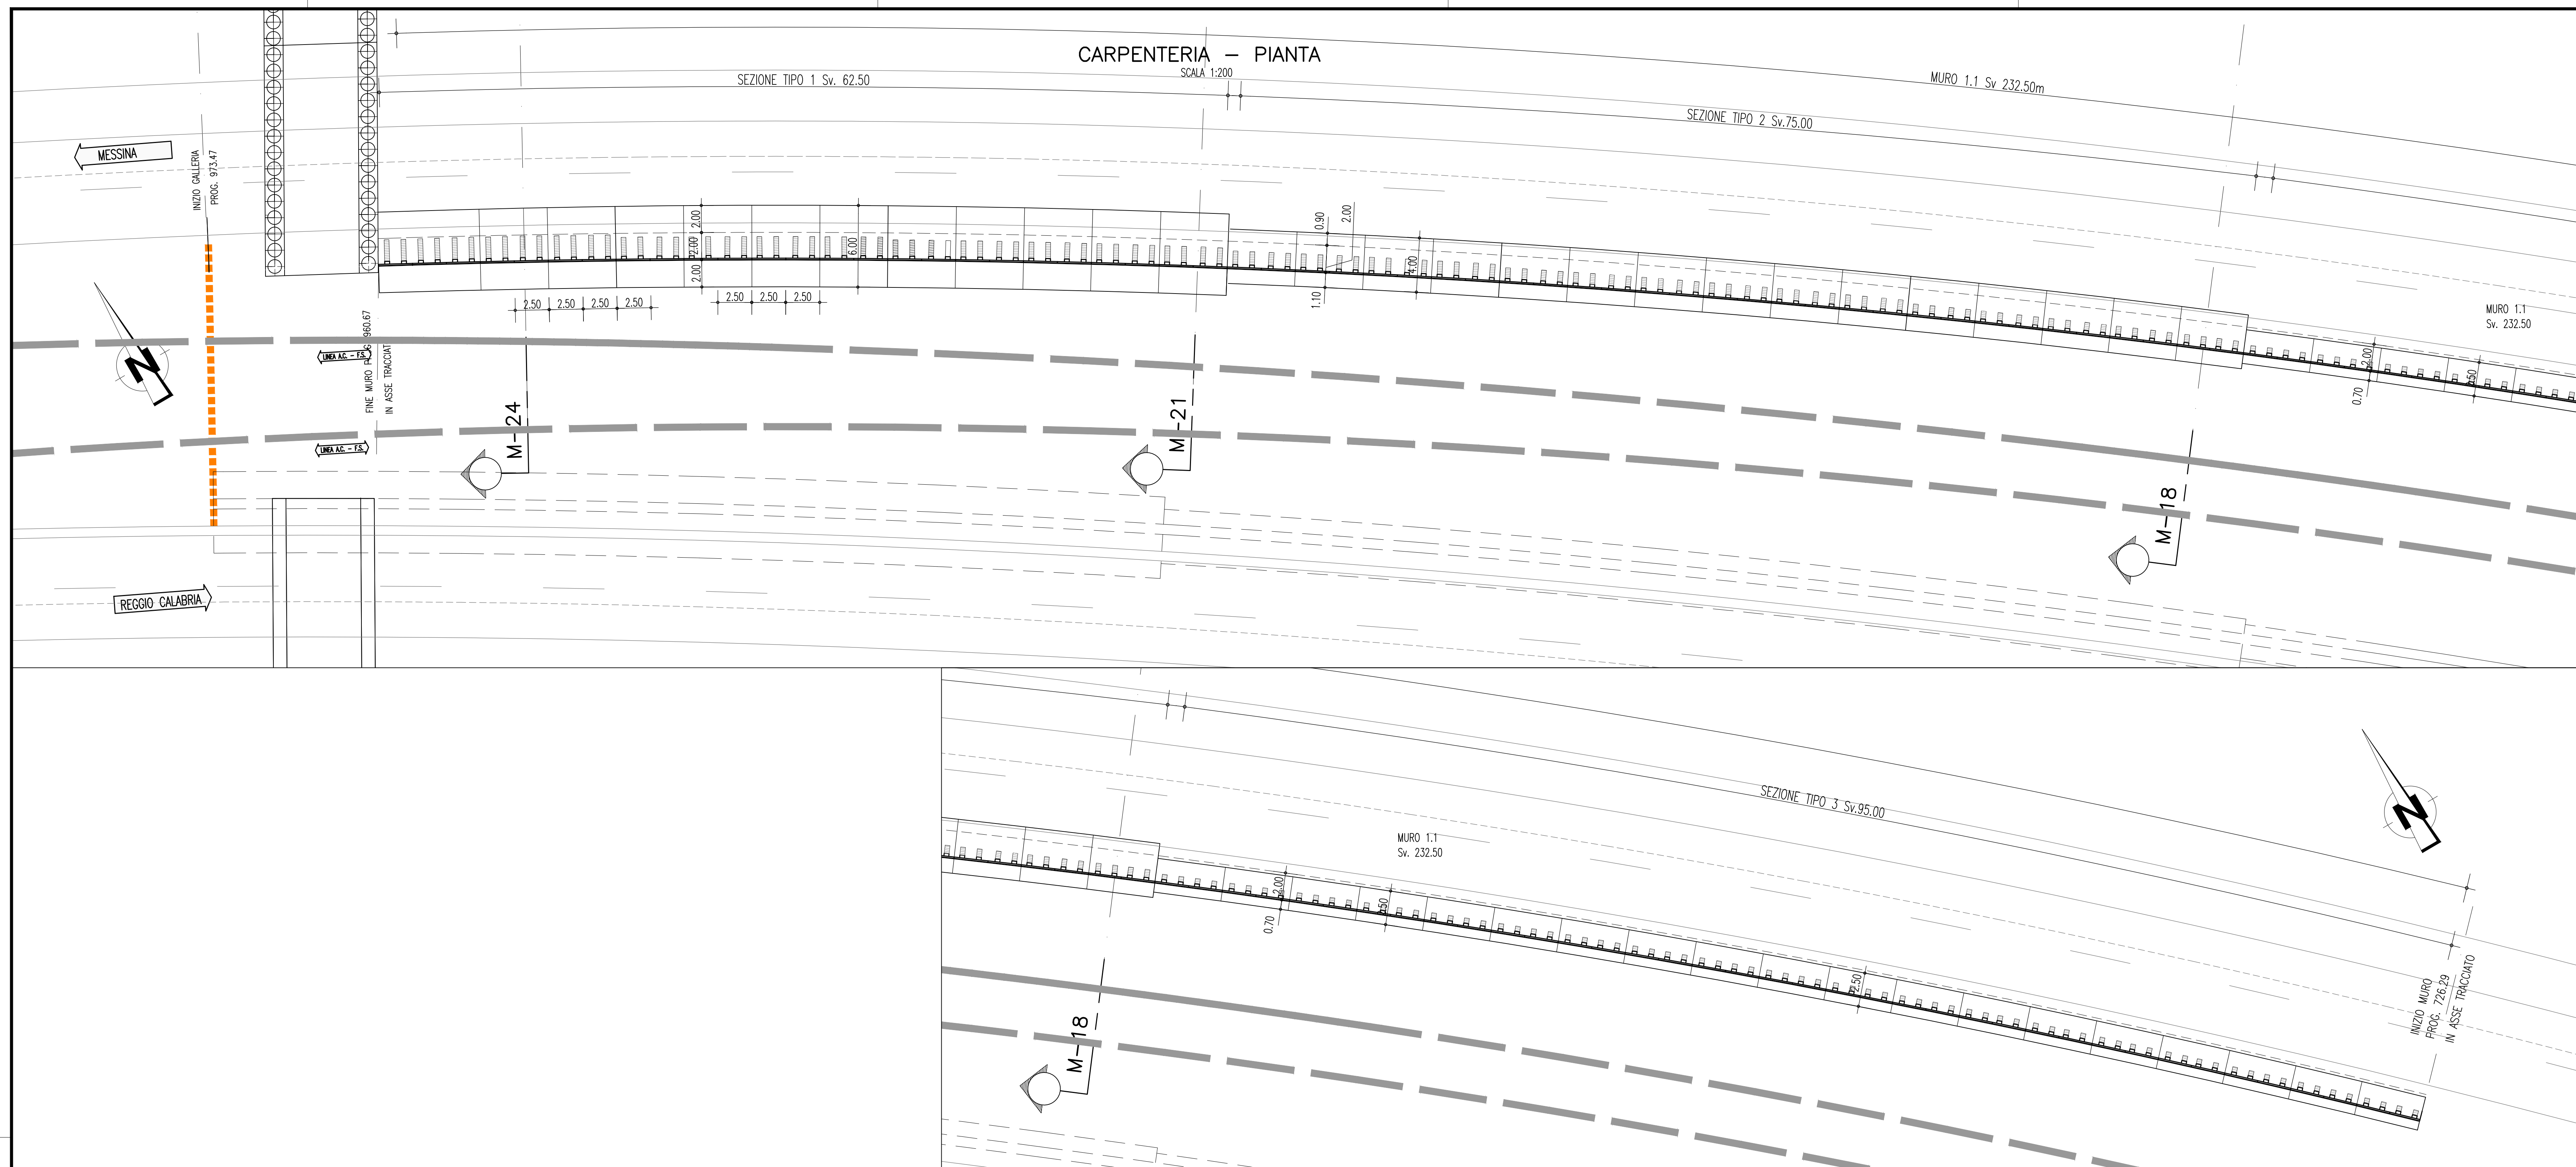 CARPENTERIA – PIANTA
SCALA 1:200
SEZIONE TIPO 1 Sv. 62.50
MURO 1.1 Sv 232.50m
SEZIONE TIPO 2 Sv.75.00
MESSINA
INIZIO GALLERIA
PROG. 973.47
2.00
2.00
2.00
6.00
0.90
2.00
4.00
1.10
2.50
2.50
2.50
2.50
2.50
2.50
2.50
MURO 1.1
Sv. 232.50
2.00
0.70
N
LINEA A.C. – F.S.
FINE MURO 960.67
IN ASSE TRACCIAT
LINEA A.C. – F.S.
M-24
M-21
M-18
REGGIO CALABRIA
SEZIONE TIPO 3 Sv.95.00
MURO 1.1
Sv. 232.50
2.00
0.70
2.50
N
INIZIO MURO
PROG. 726.29
IN ASSE TRACCIATO
M-18